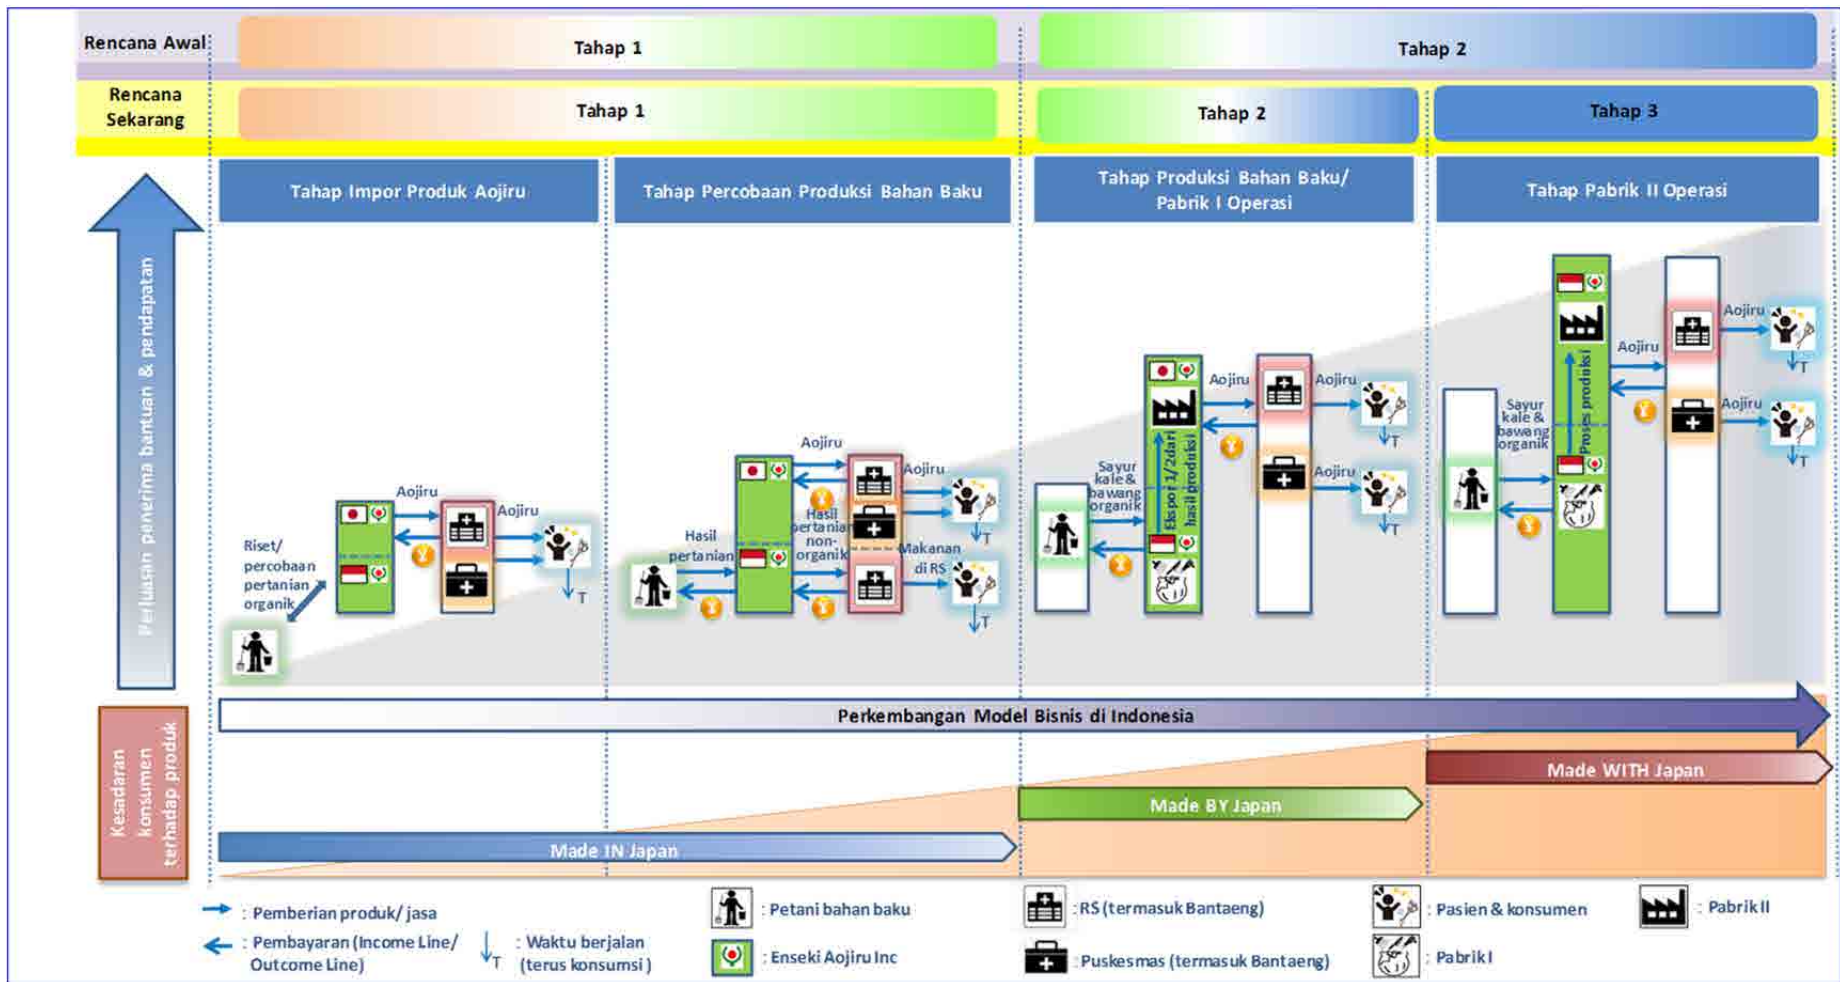 Rencana Awal
Tahap 1
Tahap 2
Rencana
Sekarang
Tahap 1
Tahap 2
Tahap 3
Tahap Impor Produk Aojiru
Tahap Percobaan Produksi Bahan Baku
Tahap Produksi Bahan Baku/
Pabrik I Operasi
Tahap Pabrik II Operasi
Perluasan penerima bantuan & pendapatan
Riset/
percobaan
pertanian
organik
Aojiru
Aojiru
T
Hasil
pertanian
Aojiru
Hasil
pertanian
non-
organik
Aojiru
Makanan
di RS
T
T
Sayur
kale &
bawang
organik
Ekspor 1/2 dari
hasil produksi
Aojiru
Aojiru
T
Aojiru
T
Sayur
kale &
bawang
organik
Proses produksi
Aojiru
Aojiru
T
Aojiru
T
Perkembangan Model Bisnis di Indonesia
Kesadaran
konsumen
terhadap produk
Made IN Japan
Made BY Japan
Made WITH Japan
: Pemberian produk/ jasa
: Pembayaran (Income Line/
Outcome Line)
T
: Waktu berjalan
(terus konsumsi )
: Petani bahan baku
: Enseki Aojiru Inc
: RS (termasuk Bantaeng)
: Puskesmas (termasuk Bantaeng)
: Pasien & konsumen
: Pabrik I
: Pabrik II